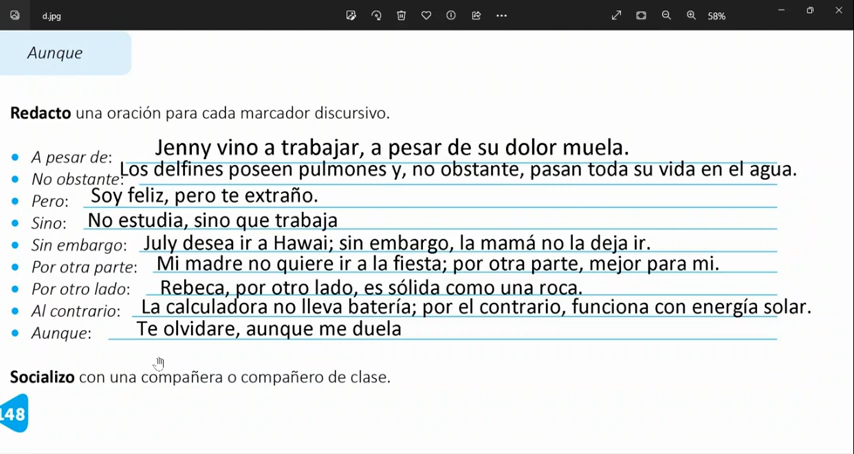 d.jpg
58%
Aunque
Redacto una oración para cada marcador discursivo.
• A pesar de: Jenny vino a trabajar, a pesar de su dolor muela.
• No obstante: Los delfines poseen pulmones y, no obstante, pasan toda su vida en el agua.
• Pero: Soy feliz, pero te extraño.
• Sino: No estudia, sino que trabaja
• Sin embargo: July desea ir a Hawai; sin embargo, la mamá no la deja ir.
• Por otra parte: Mi madre no quiere ir a la fiesta; por otra parte, mejor para mi.
• Por otro lado: Rebeca, por otro lado, es sólida como una roca.
• Al contrario: La calculadora no lleva batería; por el contrario, funciona con energía solar.
• Aunque: Te olvidare, aunque me duela
Socializo con una compañera o compañero de clase.
148